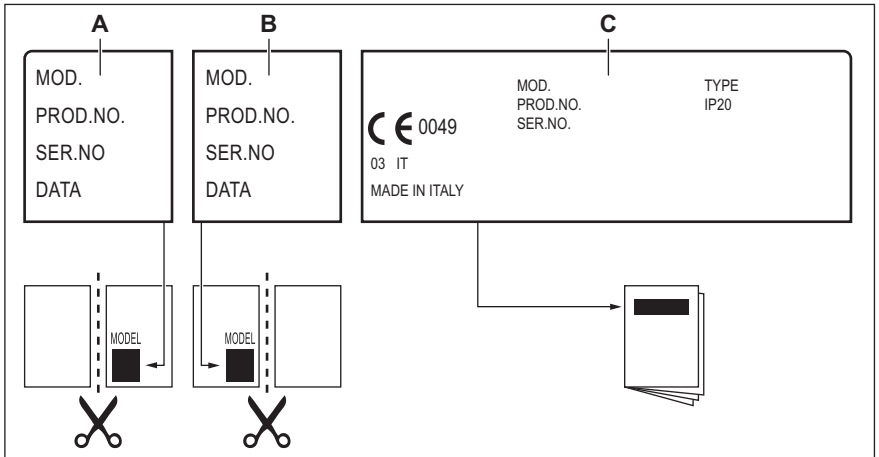 A
B
C
MOD.
PROD.NO.
SER.NO
DATA
MOD.
PROD.NO.
SER.NO
DATA
MOD.
PROD.NO.
SER.NO.
TYPE
IP20
CE 0049
03 IT
MADE IN ITALY
MODEL
MODEL